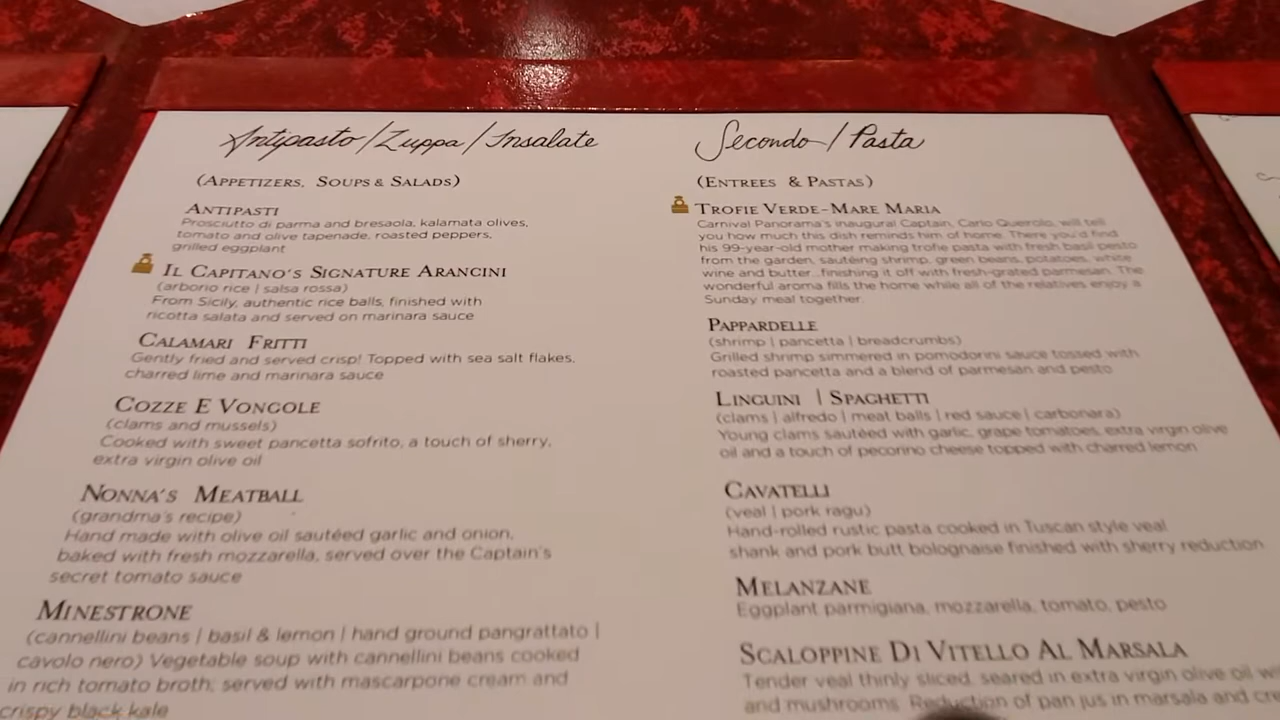 Antipasto/Zuppa/Insalate
(Appetizers, Soups & Salads)
Antipasti
Prosciutto di parma and bresaola, kalamata olives,
tomato and olive tapenade, roasted peppers,
grilled eggplant
Il Capitano's Signature Arancini
(arborio rice | salsa rossa)
From Sicily, authentic rice balls, finished with
ricotta salata and served on marinara sauce
Calamari Fritti
Gently fried and served crisp! Topped with sea salt flakes,
charred lime and marinara sauce
Cozze E Vongole
(clams and mussels)
Cooked with sweet pancetta sofrito, a touch of sherry,
extra virgin olive oil
Nonna's Meatball
(grandma's recipe)
Hand made with olive oil sautéed garlic and onion,
baked with fresh mozzarella, served over the Captain's
secret tomato sauce
Minestrone
(cannellini beans | basil & lemon | hand ground pangrattato |
cavolo nero) Vegetable soup with cannellini beans cooked
in rich tomato broth, served with mascarpone cream and
crispy black kale
Secondo/Pasta
(Entrees & Pastas)
Trofie Verde-Mare Maria
Carnival Panorama's inaugural Captain, Carlo Queirolo, will tell
you how much this dish reminds him of home. There you'd find
his 99-year-old mother making trofie pasta with fresh basil pesto
from the garden, sautéing shrimp, green beans, potatoes, white
wine and butter...finishing it off with fresh-grated parmesan. The
wonderful aroma fills the home while all of the relatives enjoy a
Sunday meal together.
Pappardelle
(shrimp | pancetta | breadcrumbs)
Grilled shrimp simmered in pomodorini sauce tossed with
roasted pancetta and a blend of parmesan and pesto
Linguini | Spaghetti
(clams | alfredo | meat balls | red sauce | carbonara)
Young clams sautéed with garlic, grape tomatoes, extra virgin olive
oil and a touch of pecorino cheese topped with charred lemon
Cavatelli
(veal | pork ragu)
Hand-rolled rustic pasta cooked in Tuscan style veal
shank and pork butt bolognaise finished with sherry reduction
Melanzane
Eggplant parmigiana, mozzarella, tomato, pesto
Scaloppine Di Vitello Al Marsala
Tender veal thinly sliced, seared in extra virgin olive oil
and mushrooms. Reduction of pan jus in marsala and